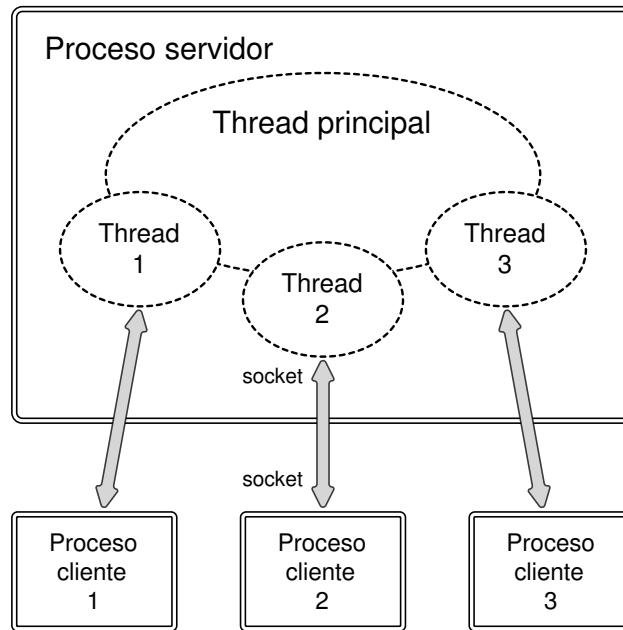 Proceso servidor
Thread principal
Thread
1
Thread
2
Thread
3
socket
socket
Proceso
cliente
1
Proceso
cliente
2
Proceso
cliente
3